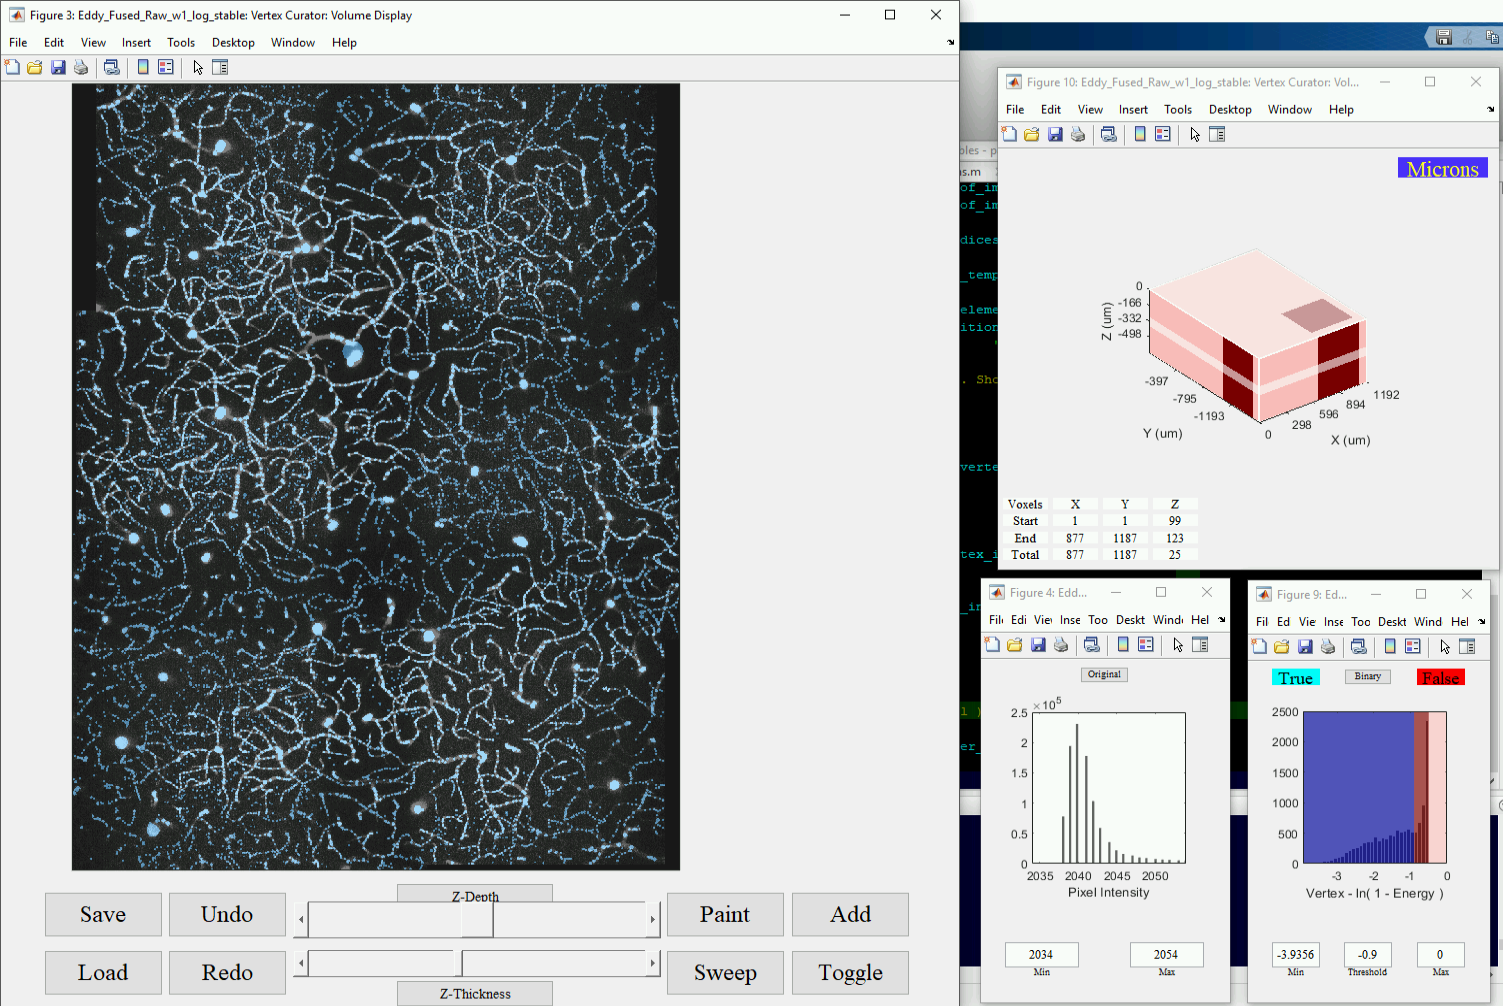 Figure 3: Eddy_Fused_Raw_w1_log_stable: Vertex Curator: Volume Display
File Edit View Insert Tools Desktop Window Help
Save Undo Z-Depth Paint Add
Load Redo Z-Thickness Sweep Toggle
Figure 10: Eddy_Fused_Raw_w1_log_stable: Vertex Curator: Vol...
File Edit View Insert Tools Desktop Window Help
Microns
0
-166
-332
-498
Z (um)
-397
-795
-1193
Y (um)
0
298
596
894
1192
X (um)
Voxels X Y Z
Start 1 1 99
End 877 1187 123
Total 877 1187 25
bles - p
ns.m
of_im
of_im
dices
_temp
eleme
ition
. Sho
verte
tex_i
_in
l )
er_
Figure 4: Edd...
File Edi Viev Inse Too Deskt Windo Hel
Original
×10^5
2.5
2
1.5
1
0.5
0
2035 2040 2045 2050
Pixel Intensity
2034 2054
Min Max
Figure 9: Ed...
Fil Ed Vie Inse Too Deskt Wind Hel
True Binary False
2500
2000
1500
1000
500
0
-3 -2 -1 0
Vertex - ln( 1 - Energy )
-3.9356 -0.9 0
Min Threshold Max